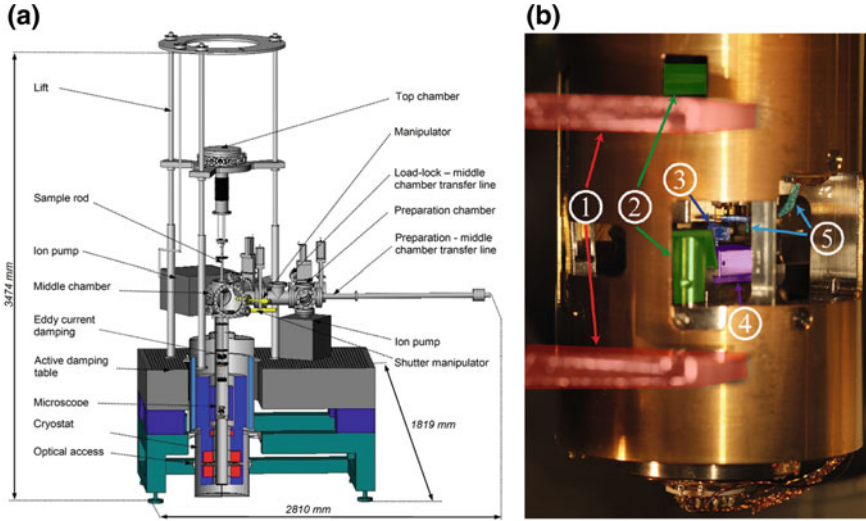 (a)
3474 mm
Lift
Sample rod
Ion pump
Middle chamber
Eddy current
damping
Active damping
table
Microscope
Cryostat
Optical access
Top chamber
Manipulator
Load-lock – middle
chamber transfer line
Preparation chamber
Preparation - middle
chamber transfer line
Ion pump
Shutter manipulator
1819 mm
2810 mm
(b)
1
2
3
4
5